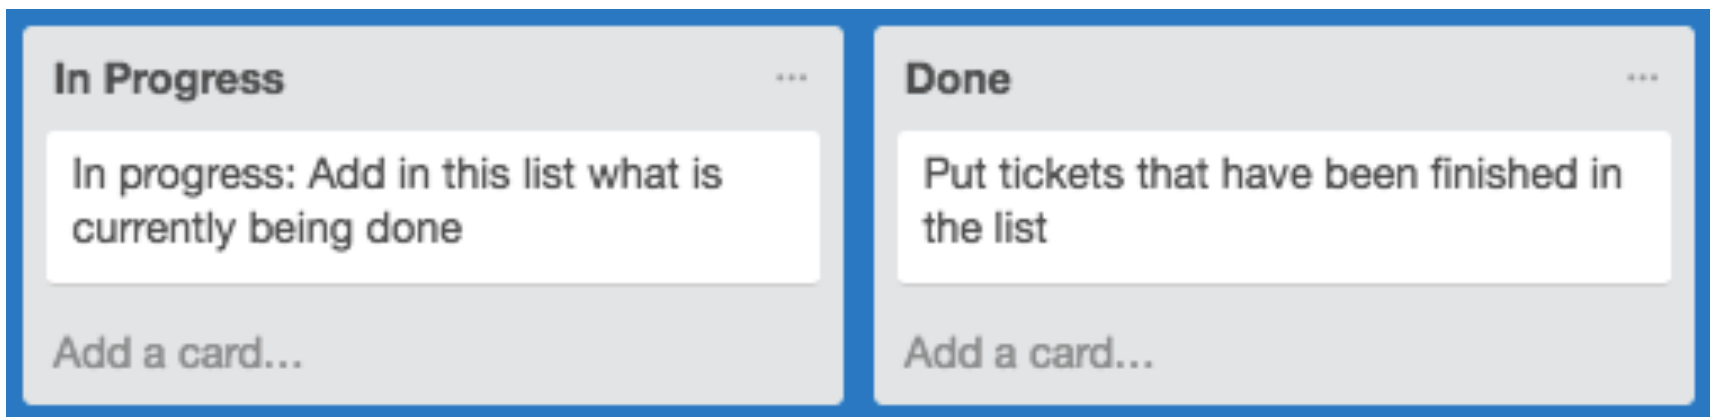 In Progress
...
In progress: Add in this list what is
currently being done
Add a card...
Done
...
Put tickets that have been finished in
the list
Add a card...